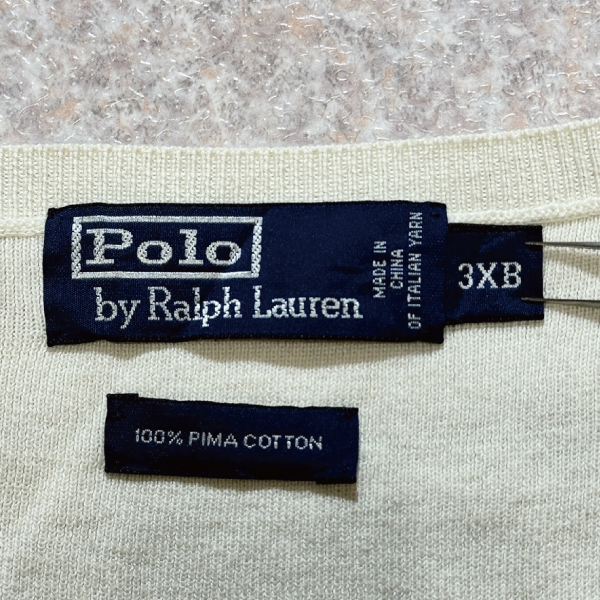 Polo
by Ralph Lauren
MADE IN
CHINA
OF ITALIAN YARN
3XB
100% PIMA COTTON